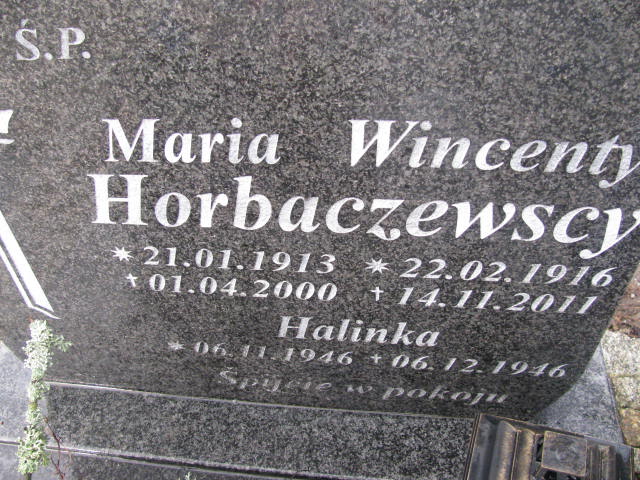 Ś.P.
Maria Wincenty
Horbaczewscy
* 21.01.1913 * 22.02.1916
† 01.04.2000 † 14.11.2011
Halinka
* 06.11.1946 † 06.12.1946
Śpijcie w pokoju